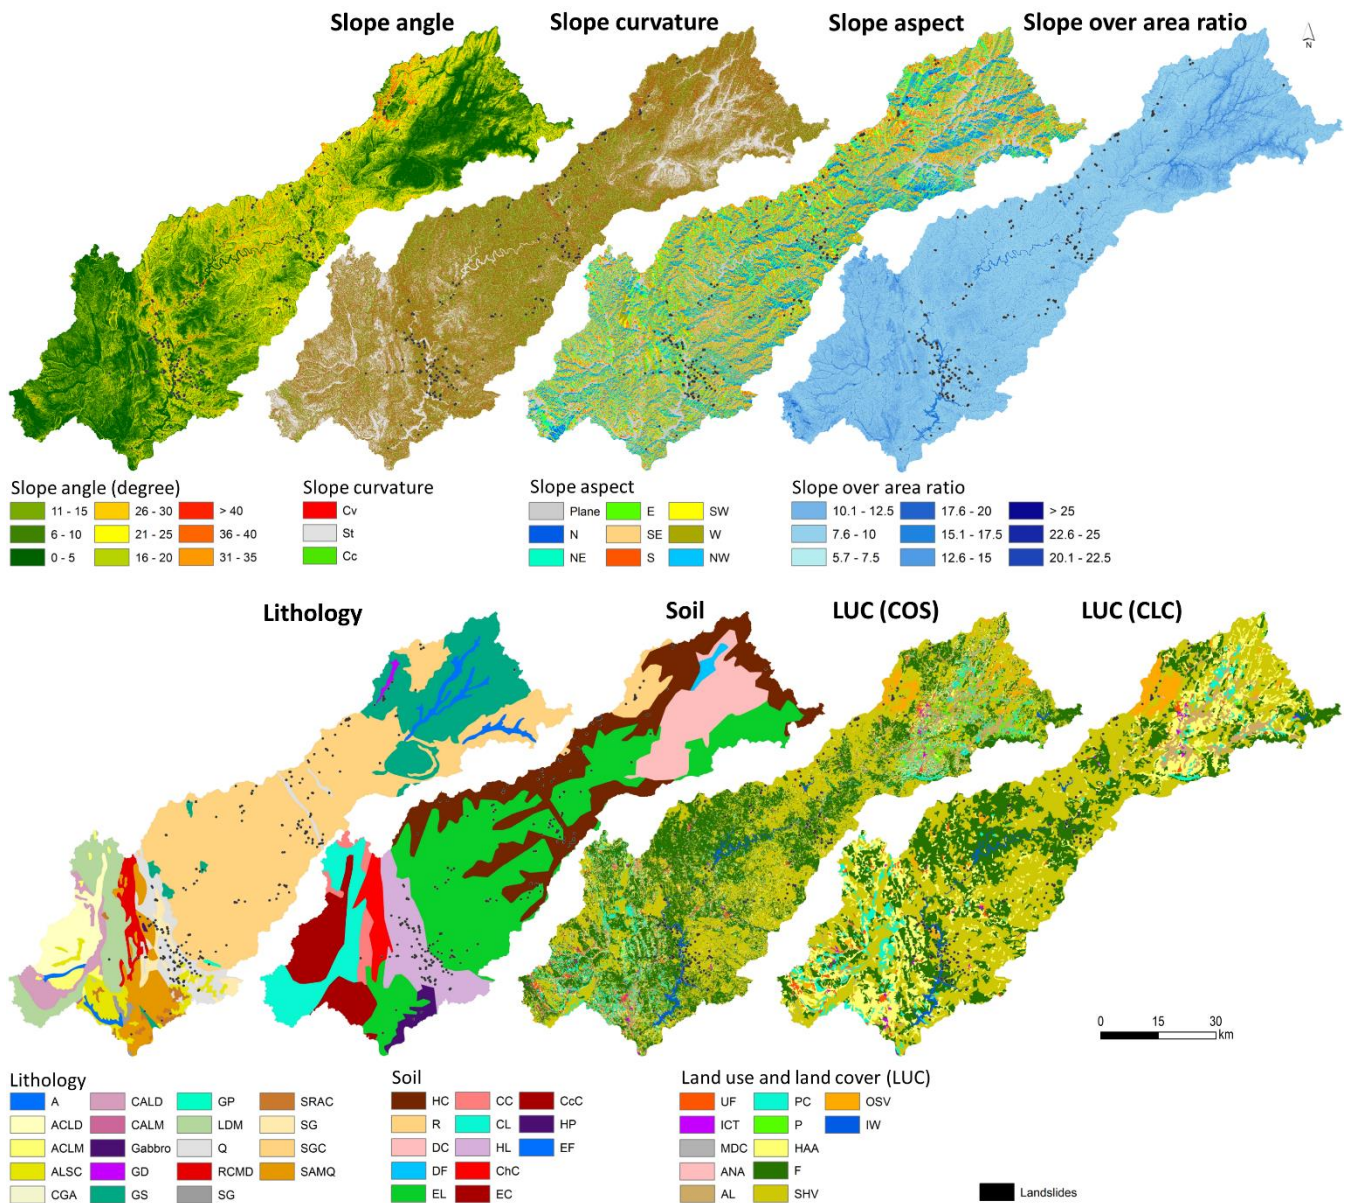 Slope angle
Slope curvature
Slope aspect
Slope over area ratio
N
Slope angle (degree)
11 - 15
26 - 30
> 40
6 - 10
21 - 25
36 - 40
0 - 5
16 - 20
31 - 35
Slope curvature
Cv
St
Cc
Slope aspect
Plane
E
SW
N
SE
W
NE
S
NW
Slope over area ratio
10.1 - 12.5
17.6 - 20
> 25
7.6 - 10
15.1 - 17.5
22.6 - 25
5.7 - 7.5
12.6 - 15
20.1 - 22.5
Lithology
Soil
LUC (COS)
LUC (CLC)
0 15 30
km
Lithology
A
CALD
GP
SRAC
ACLD
CALM
LDM
SG
ACLM
Gabbro
Q
SGC
ALSC
GD
RCMD
SAMQ
CGA
GS
SG
Soil
HC
CC
CcC
R
CL
HP
DC
HL
EF
DF
ChC
EL
EC
Land use and land cover (LUC)
UF
PC
OSV
ICT
P
IW
MDC
HAA
ANA
F
AL
SHV
Landslides